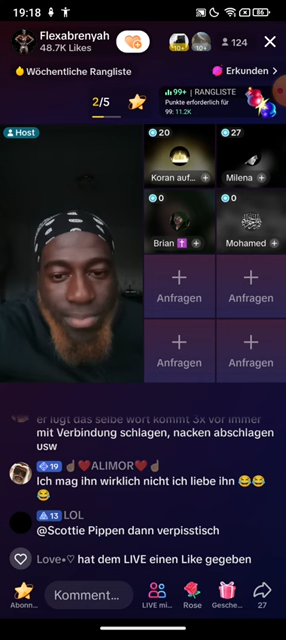 19:18
86
Flexabrenyah
48.7K Likes
10+
10+
124
Wöchentliche Rangliste
Erkunden >
2/5
99+ | RANGLISTE
Punkte erforderlich für
99: 11.2K
Host
20
27
Koran auf... +
Milena +
0
0
Brian ✝️ +
Mohamed +
Anfragen
Anfragen
Anfragen
Anfragen
er lügt das selbe wort kommt 3x vor immer
mit Verbindung schlagen, nacken abschlagen
usw
19 ☝🏿❤️ALIMOR❤️☝🏿
Ich mag ihn wirklich nicht ich liebe ihn 😂😂
😂
13 LOL
@Scottie Pippen dann verpisstisch
Love•♡ hat dem LIVE einen Like gegeben
Abonn...
Komment...
LIVE mi...
Rose
Gesche...
27